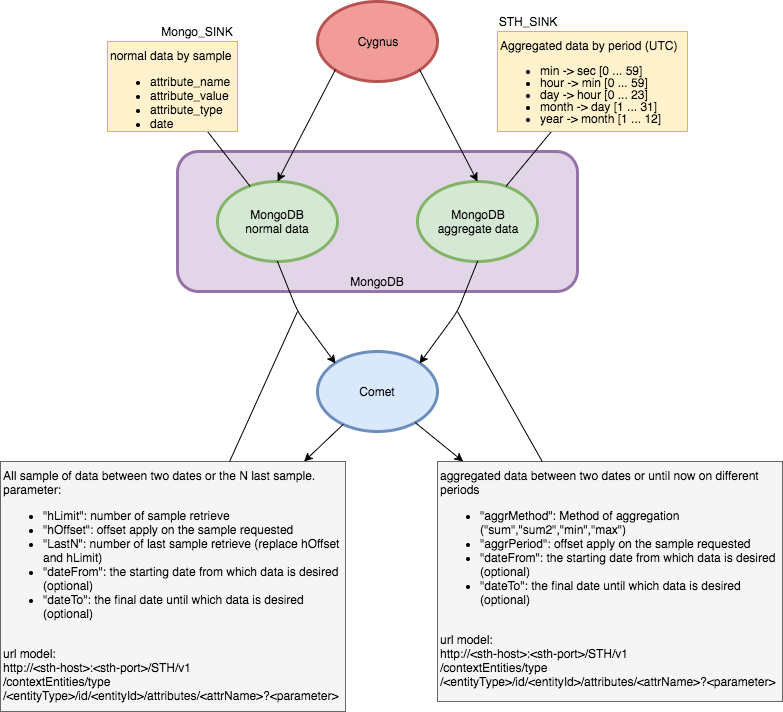 Mongo_SINK
normal data by sample
• attribute_name
• attribute_value
• attribute_type
• date
Cygnus
STH_SINK
Aggregated data by period (UTC)
• min -> sec [0 ... 59]
• hour -> min [0 ... 59]
• day -> hour [0 ... 23]
• month -> day [1 ... 31]
• year -> month [1 ... 12]
MongoDB
normal data
MongoDB
aggregate data
MongoDB
Comet
All sample of data between two dates or the N last sample.
parameter:
• "hLimit": number of sample retrieve
• "hOffset": offset apply on the sample requested
• "LastN": number of last sample retrieve (replace hOffset
and hLimit)
• "dateFrom": the starting date from which data is desired
(optional)
• "dateTo": the final date until which data is desired
(optional)
url model:
http://<sth-host>:<sth-port>/STH/v1
/contextEntities/type
/<entityType>/id/<entityId>/attributes/<attrName>?<parameter>
aggregated data between two dates or until now on different
periods
• "aggrMethod": Method of aggregation
("sum","sum2","min","max")
• "aggrPeriod": offset apply on the sample requested
• "dateFrom": the starting date from which data is desired
(optional)
• "dateTo": the final date until which data is desired
(optional)
url model:
http://<sth-host>:<sth-port>/STH/v1
/contextEntities/type
/<entityType>/id/<entityId>/attributes/<attrName>?<parameter>